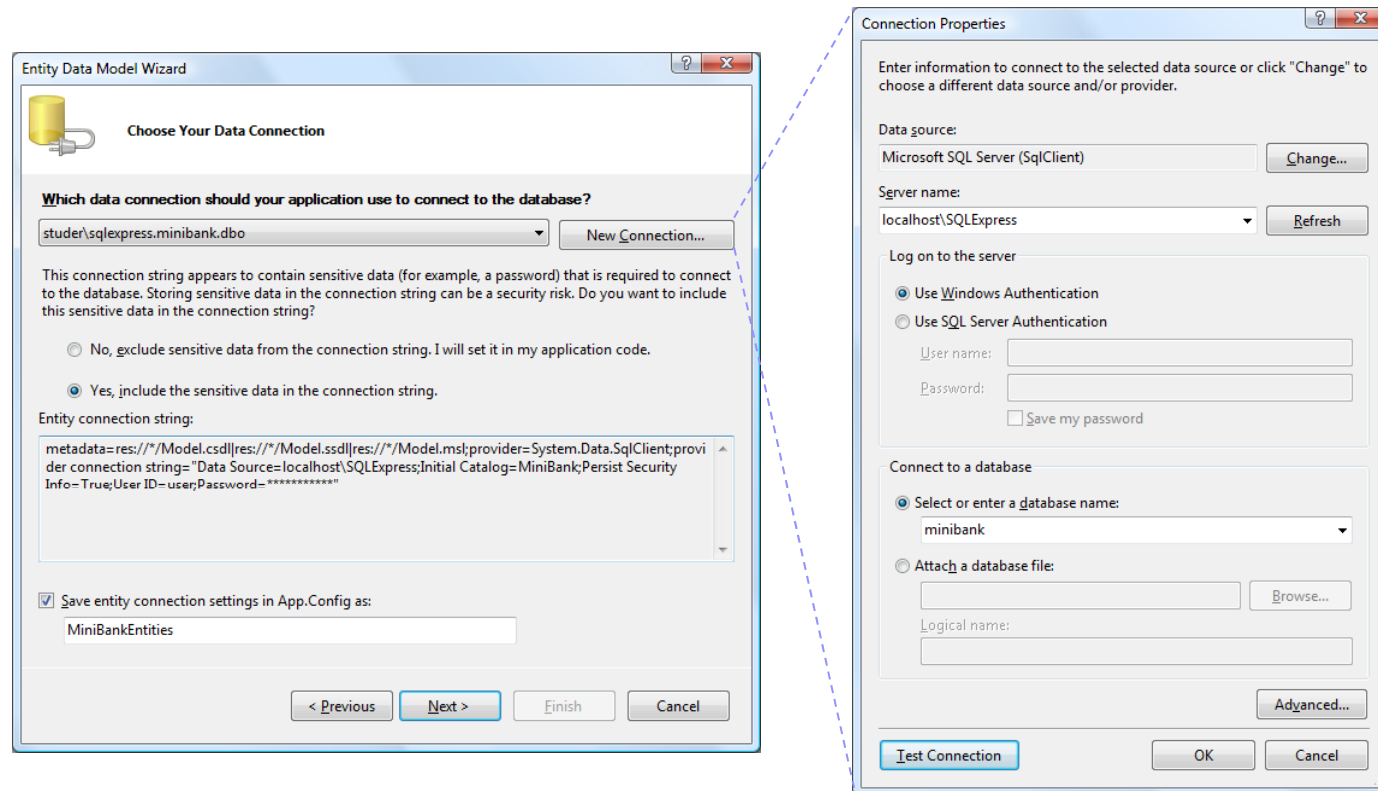 Entity Data Model Wizard
Choose Your Data Connection
Which data connection should your application use to connect to the database?
studer\sqlexpress.minibank.dbo
New Connection...
This connection string appears to contain sensitive data (for example, a password) that is required to connect
to the database. Storing sensitive data in the connection string can be a security risk. Do you want to include
this sensitive data in the connection string?
No, exclude sensitive data from the connection string. I will set it in my application code.
Yes, include the sensitive data in the connection string.
Entity connection string:
metadata=res://*/Model.csdl|res://*/Model.ssdl|res://*/Model.msl;provider=System.Data.SqlClient;provi
der connection string="Data Source=localhost\SQLExpress;Initial Catalog=MiniBank;Persist Security
Info=True;User ID=user;Password=***********"
Save entity connection settings in App.Config as:
MiniBankEntities
< Previous
Next >
Finish
Cancel
Connection Properties
?
Enter information to connect to the selected data source or click "Change" to
choose a different data source and/or provider.
Data source:
Microsoft SQL Server (SqlClient)
Change...
Server name:
localhost\SQLExpress
Refresh
Log on to the server
Use Windows Authentication
Use SQL Server Authentication
User name:
Password:
Save my password
Connect to a database
Select or enter a database name:
minibank
Attach a database file:
Browse...
Logical name:
Advanced...
Test Connection
OK
Cancel